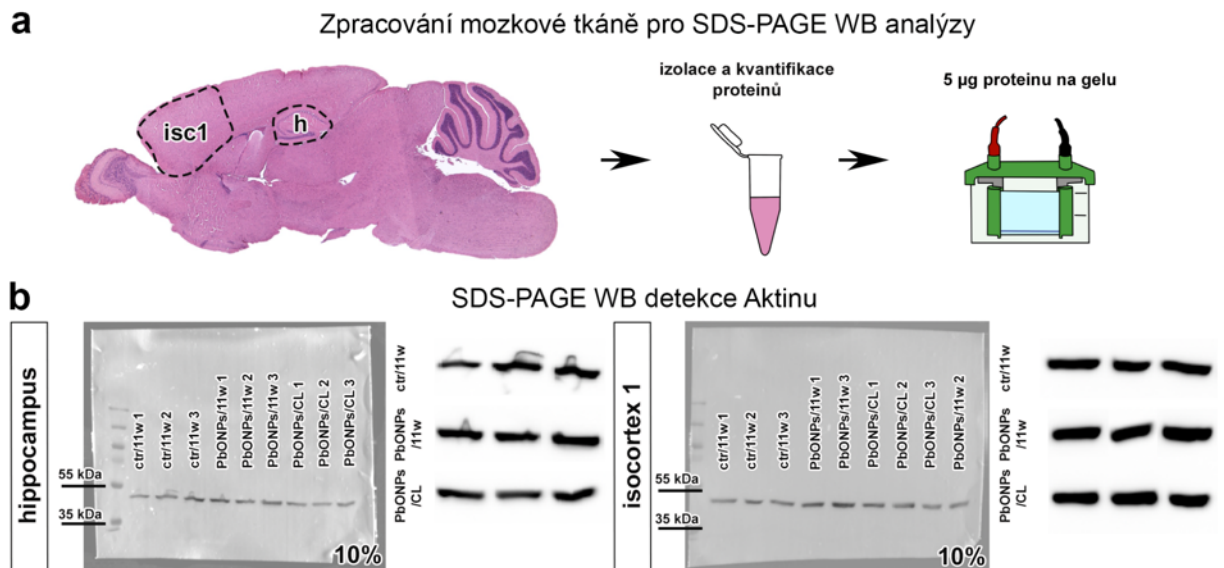 a
Zpracování mozkové tkáně pro SDS-PAGE WB analýzy
isc1
h
izolace a kvantifikace
proteinů
5 µg proteinu na gelu
b
SDS-PAGE WB detekce Aktinu
hippocampus
55 kDa
35 kDa
ctr/11w 1
ctr/11w 2
ctr/11w 3
PbONPs/11w 1
PbONPs/11w 2
PbONPs/11w 3
PbONPs/CL 1
PbONPs/CL 2
PbONPs/CL 3
10%
ctr/11w
PbONPs
/11w
PbONPs
/CL
isocortex 1
55 kDa
35 kDa
ctr/11w 1
ctr/11w 2
ctr/11w 3
PbONPs/11w 1
PbONPs/11w 3
PbONPs/CL 1
PbONPs/CL 2
PbONPs/CL 3
PbONPs/11w 2
10%
ctr/11w
PbONPs
/11w
PbONPs
/CL